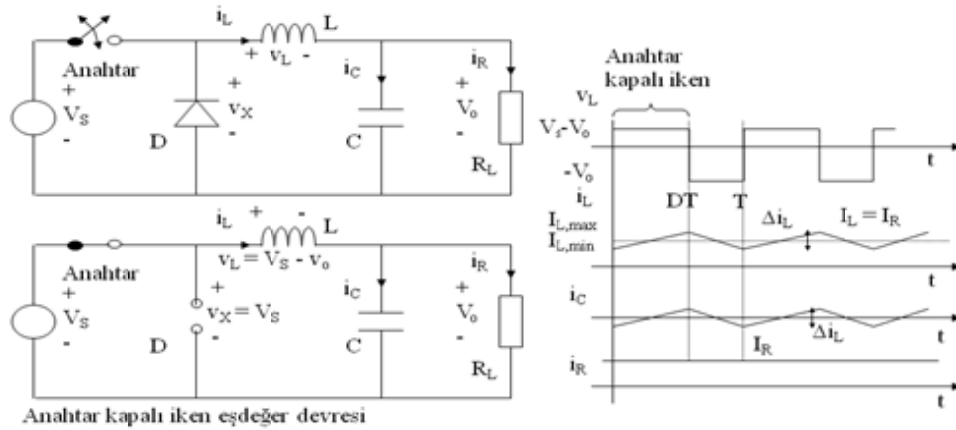 i_L L
+ v_L -
Anahtar
+
V_S
-
D
+
v_X
-
i_C
C
i_R
+
V_o
-
R_L
i_L + - L
v_L = V_S - v_o
Anahtar
+
V_S
-
D
+
v_X = V_S
-
i_C
C
i_R
+
V_o
-
R_L
Anahtar kapalı iken eşdeğer devresi
Anahtar
kapalı iken
v_L
V_s-V_o
t
-V_o
DT T
i_L
I_L,max
I_L,min
Δi_L
I_L = I_R
t
i_C
Δi_L
t
I_R
i_R
t